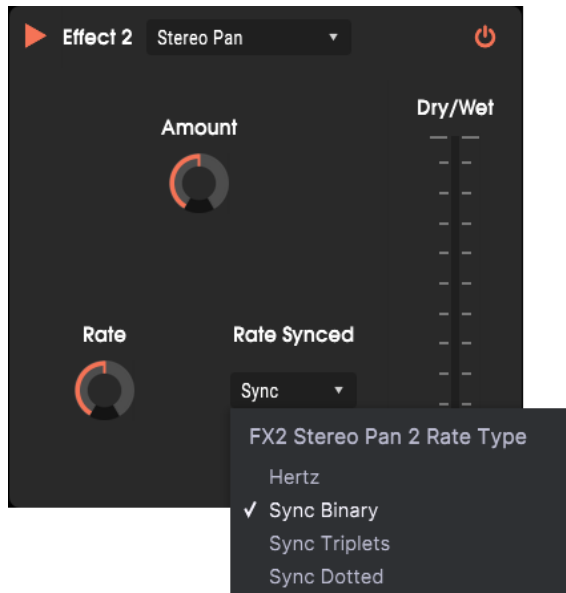 Effect 2 Stereo Pan
Dry/Wet
Amount
Rate Rate Synced
Sync
FX2 Stereo Pan 2 Rate Type
Hertz
Sync Binary
Sync Triplets
Sync Dotted